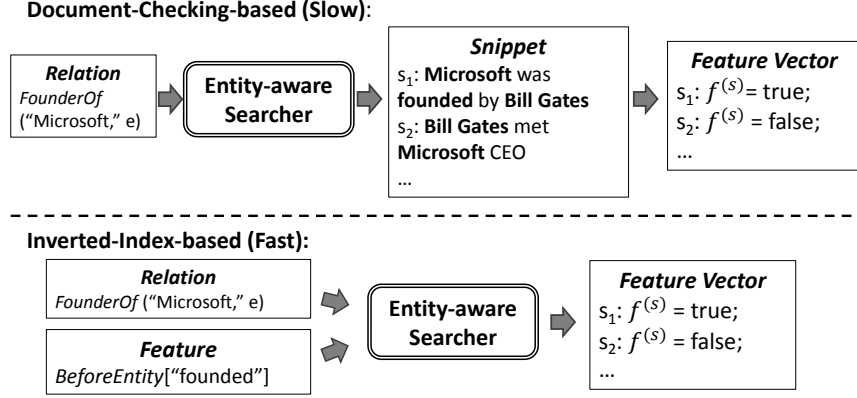 Document-Checking-based (Slow):
Relation
FounderOf
("Microsoft," e)
Entity-aware
Searcher
Snippet
s₁: Microsoft was
founded by Bill Gates
s₂: Bill Gates met
Microsoft CEO
...
Feature Vector
s₁: f⁽ˢ⁾= true;
s₂: f⁽ˢ⁾ = false;
...
Inverted-Index-based (Fast):
Relation
FounderOf ("Microsoft," e)
Feature
BeforeEntity["founded"]
Entity-aware
Searcher
Feature Vector
s₁: f⁽ˢ⁾ = true;
s₂: f⁽ˢ⁾ = false;
...